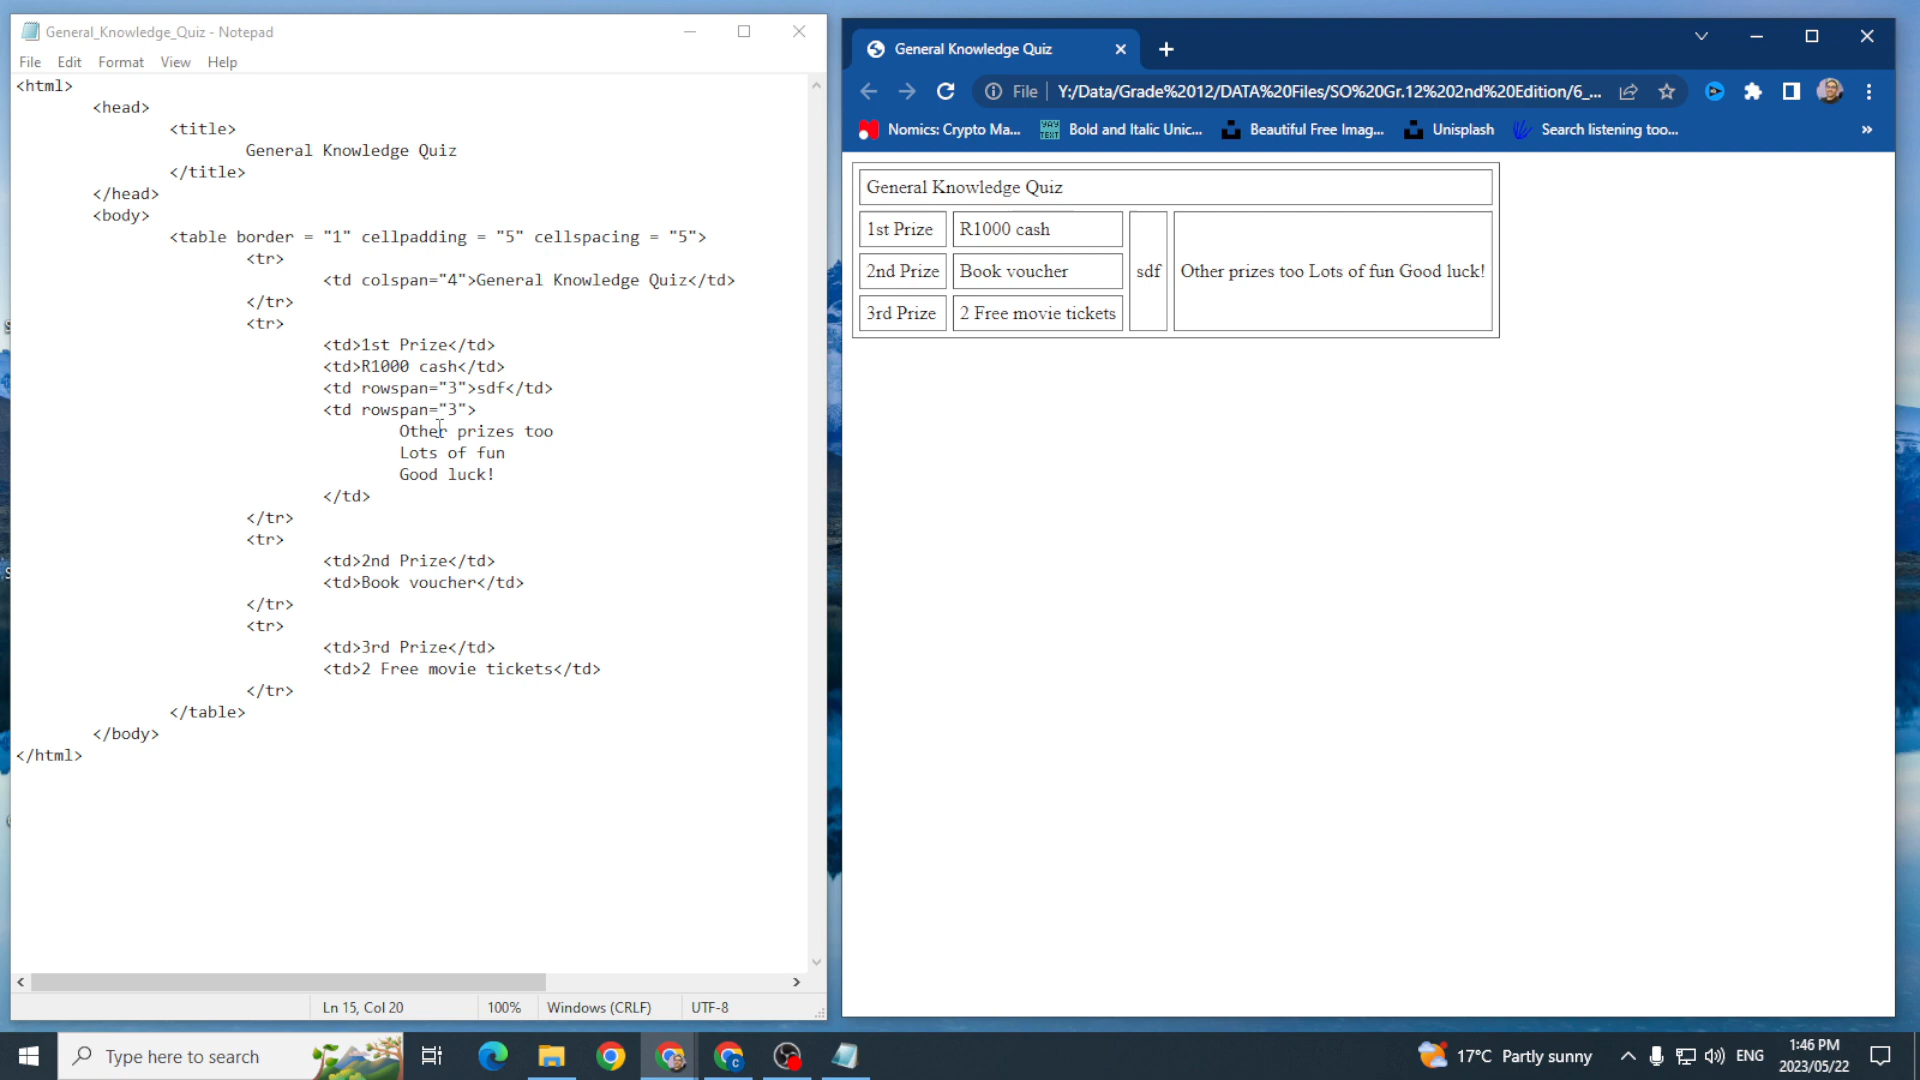 General_Knowledge_Quiz - Notepad
File Edit Format View Help
<html>
<head>
<title>
General Knowledge Quiz
</title>
</head>
<body>
<table border = "1" cellpadding = "5" cellspacing = "5">
<tr>
<td colspan="4">General Knowledge Quiz</td>
</tr>
<tr>
<td>1st Prize</td>
<td>R1000 cash</td>
<td rowspan="3">sdf</td>
<td rowspan="3">
Other prizes too
Lots of fun
Good luck!
</td>
</tr>
<tr>
<td>2nd Prize</td>
<td>Book voucher</td>
</tr>
<tr>
<td>3rd Prize</td>
<td>2 Free movie tickets</td>
</tr>
</table>
</body>
</html>
Ln 15, Col 20 100% Windows (CRLF) UTF-8
General Knowledge Quiz
File Y:/Data/Grade%2012/DATA%20Files/SO%20Gr.12%202nd%20Edition/6_...
Nomics: Crypto Ma... YAY TEXT Bold and Italic Unic... Beautiful Free Imag... Unisplash Search listening too... »
General Knowledge Quiz
1st Prize R1000 cash
2nd Prize Book voucher sdf Other prizes too Lots of fun Good luck!
3rd Prize 2 Free movie tickets
Type here to search 17°C Partly sunny ENG 1:46 PM
2023/05/22